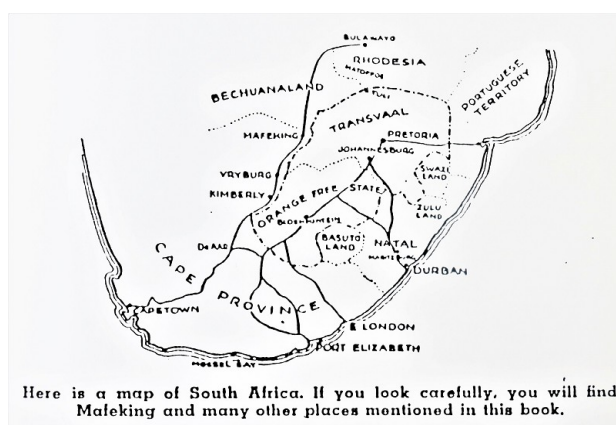 BULAWAYO
RHODESIA
MATOPPOS
BECHUANALAND
TULI
PORTUGUESE
TERRITORY
TRANSVAAL
MAFEKING
PRETORIA
JOHANNESBURG
VRYBURG
SWAZI
LAND
KIMBERLY
ORANGE FREE STATE
ZULU
LAND
BLOEMFONTEIN
BASUTO
LAND
NATAL
DE AAR
MARITZBURG
DURBAN
CAPE PROVINCE
CAPETOWN
E LONDON
PORT ELIZABETH
MOSSEL BAY
Here is a map of South Africa. If you look carefully, you will find
Mafeking and many other places mentioned in this book.